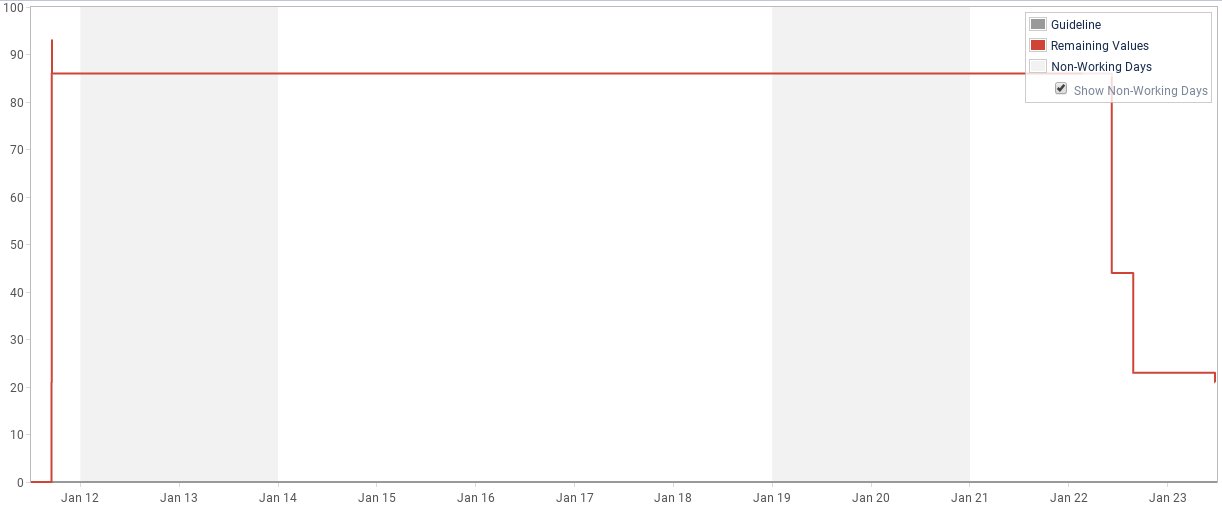 100
90
80
70
60
50
40
30
20
10
0
Guideline
Remaining Values
Non-Working Days
Show Non-Working Days
Jan 12 Jan 13 Jan 14 Jan 15 Jan 16 Jan 17 Jan 18 Jan 19 Jan 20 Jan 21 Jan 22 Jan 23